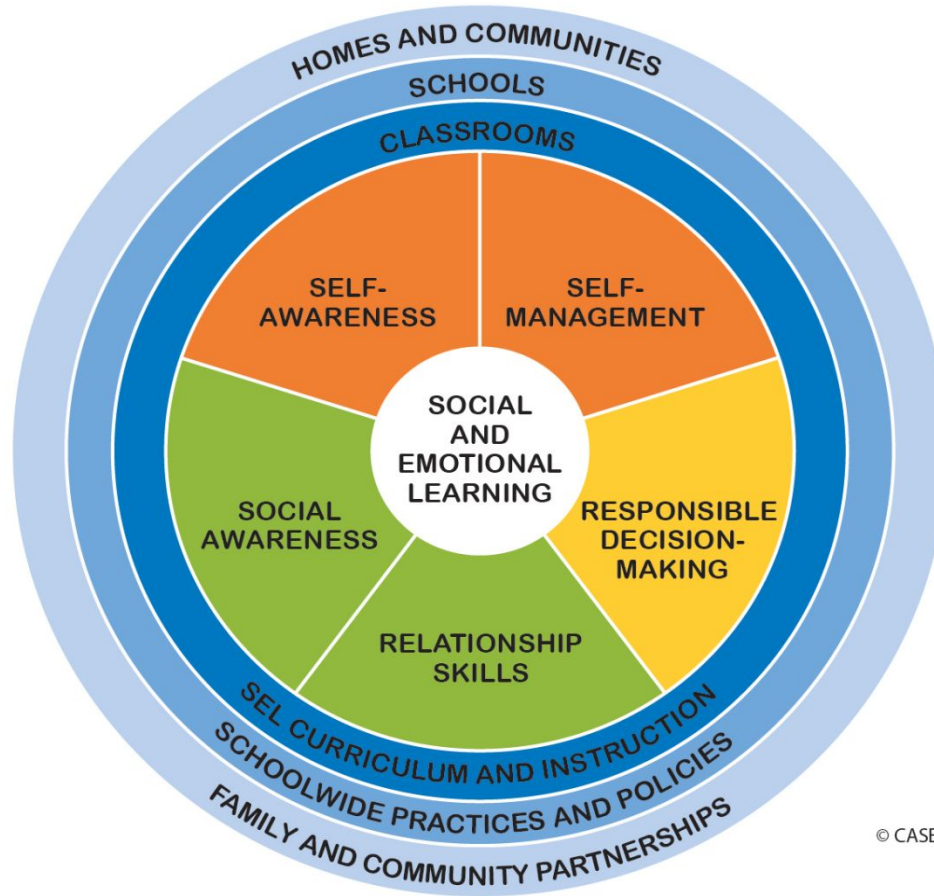 HOMES AND COMMUNITIES
SCHOOLS
CLASSROOMS
SELF-
AWARENESS
SELF-
MANAGEMENT
SOCIAL
AND
EMOTIONAL
LEARNING
SOCIAL
AWARENESS
RESPONSIBLE
DECISION-
MAKING
RELATIONSHIP
SKILLS
SEL CURRICULUM AND INSTRUCTION
SCHOOLWIDE PRACTICES AND POLICIES
FAMILY AND COMMUNITY PARTNERSHIPS
© CASE